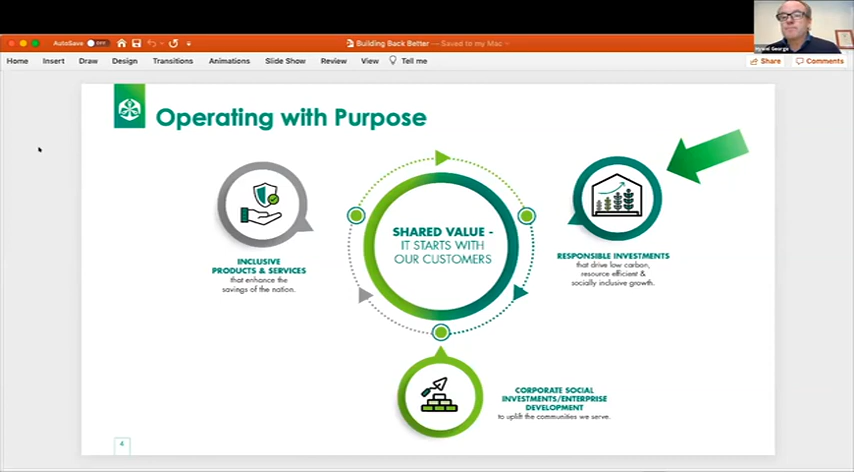 AutoSave OFF
Building Back Better — Saved to my Mac
Home Insert Draw Design Transitions Animations Slide Show Review View Tell me
Share Comments
Operating with Purpose
SHARED VALUE -
IT STARTS WITH
OUR CUSTOMERS
INCLUSIVE
PRODUCTS & SERVICES
that enhance the
savings of the nation.
RESPONSIBLE INVESTMENTS
that drive low carbon,
resource efficient &
socially inclusive growth.
CORPORATE SOCIAL
INVESTMENTS/ENTERPRISE
DEVELOPMENT
to uplift the communities we serve.
4